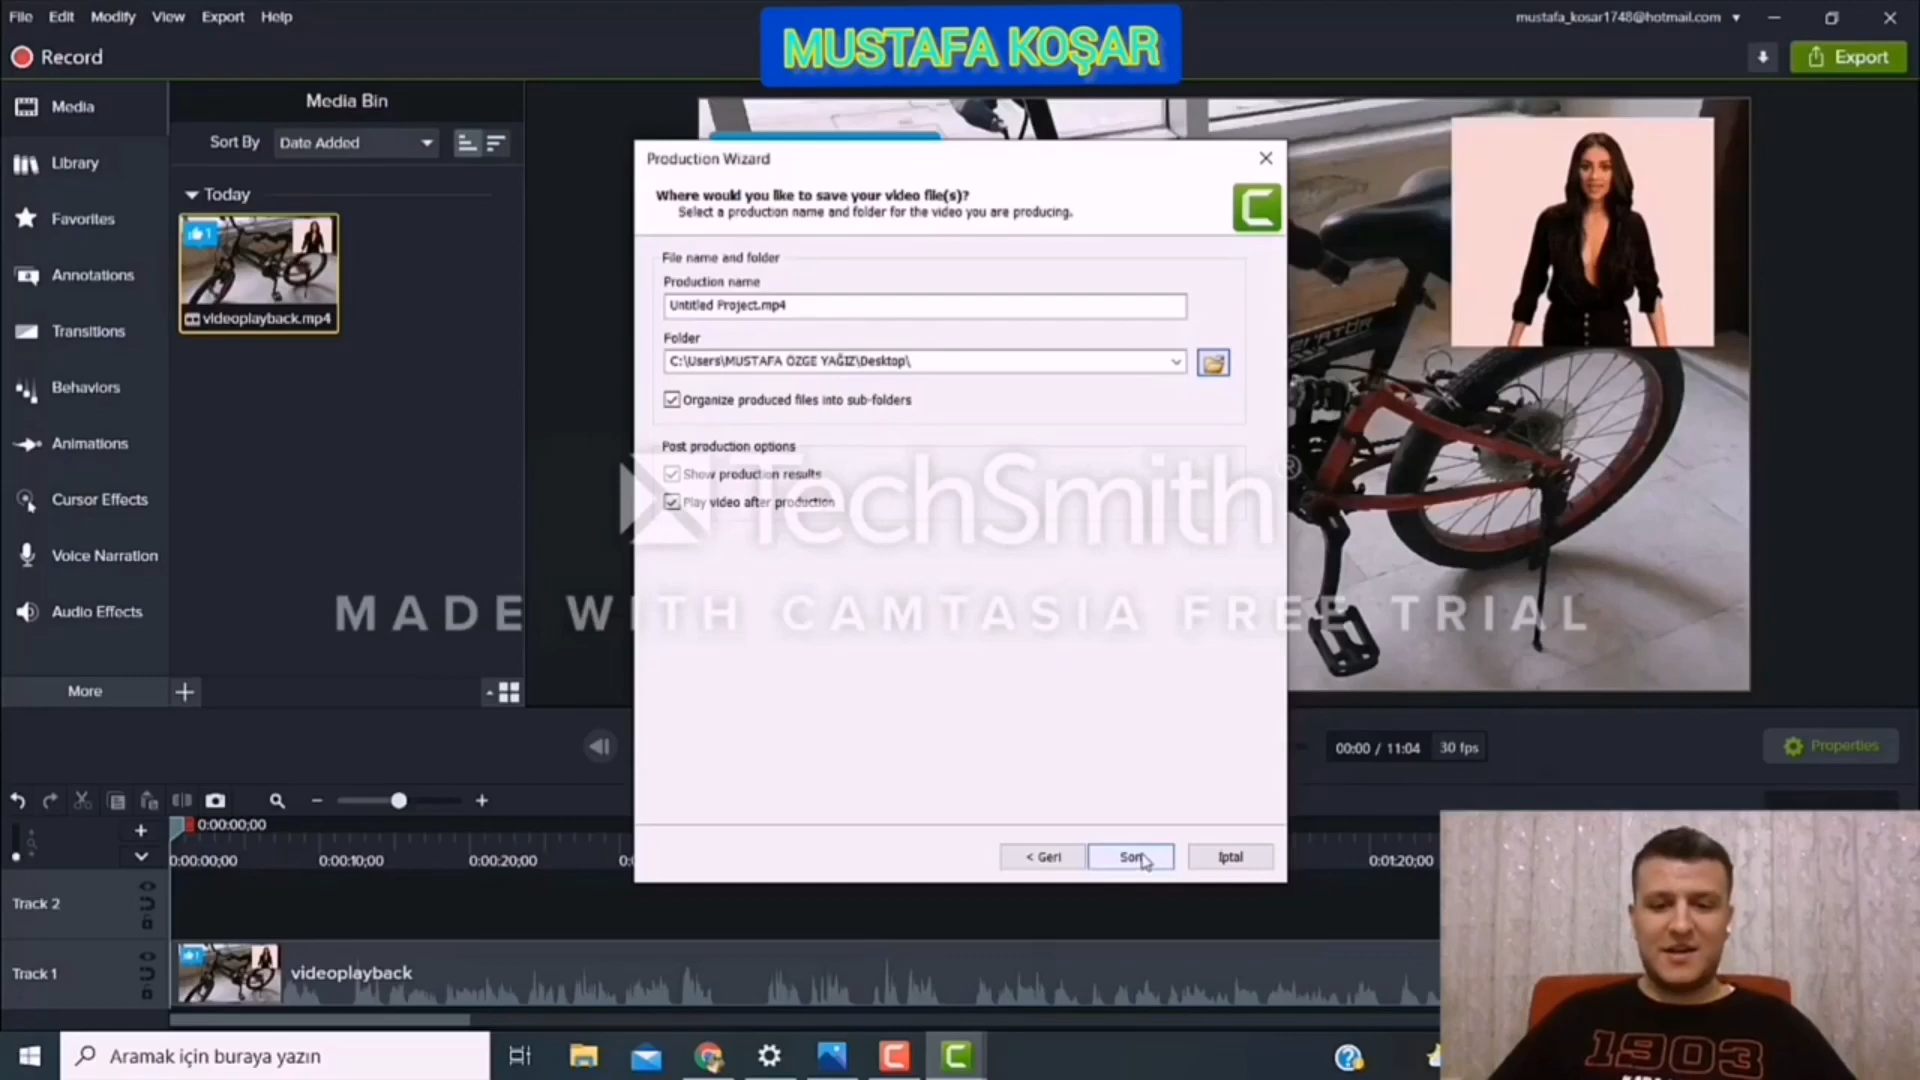 File Edit Modify View Export Help
mustafa_kosar1748@hotmail.com
MUSTAFA KOŞAR
Record
Export
Media
Media Bin
Sort By Date Added
Library
Today
Favorites
1
videoplayback.mp4
Annotations
Transitions
Behaviors
Animations
Cursor Effects
Voice Narration
Audio Effects
More
Production Wizard
Where would you like to save your video file(s)?
Select a production name and folder for the video you are producing.
File name and folder
Production name
Untitled Project.mp4
Folder
C:\Users\MUSTAFA ÖZGE YAĞIZ\Desktop\
Organize produced files into sub-folders
Post production options
Show production results
Play video after production
TechSmith®
MADE WITH CAMTASIA FREE TRIAL
< Geri Son İptal
00:00 / 11:04 30 fps
Properties
0:00:00;00
0:00:00;00 0:00:10;00 0:00:20;00 0:01:20;00
Track 2
Track 1
videoplayback
1903
Aramak için buraya yazın